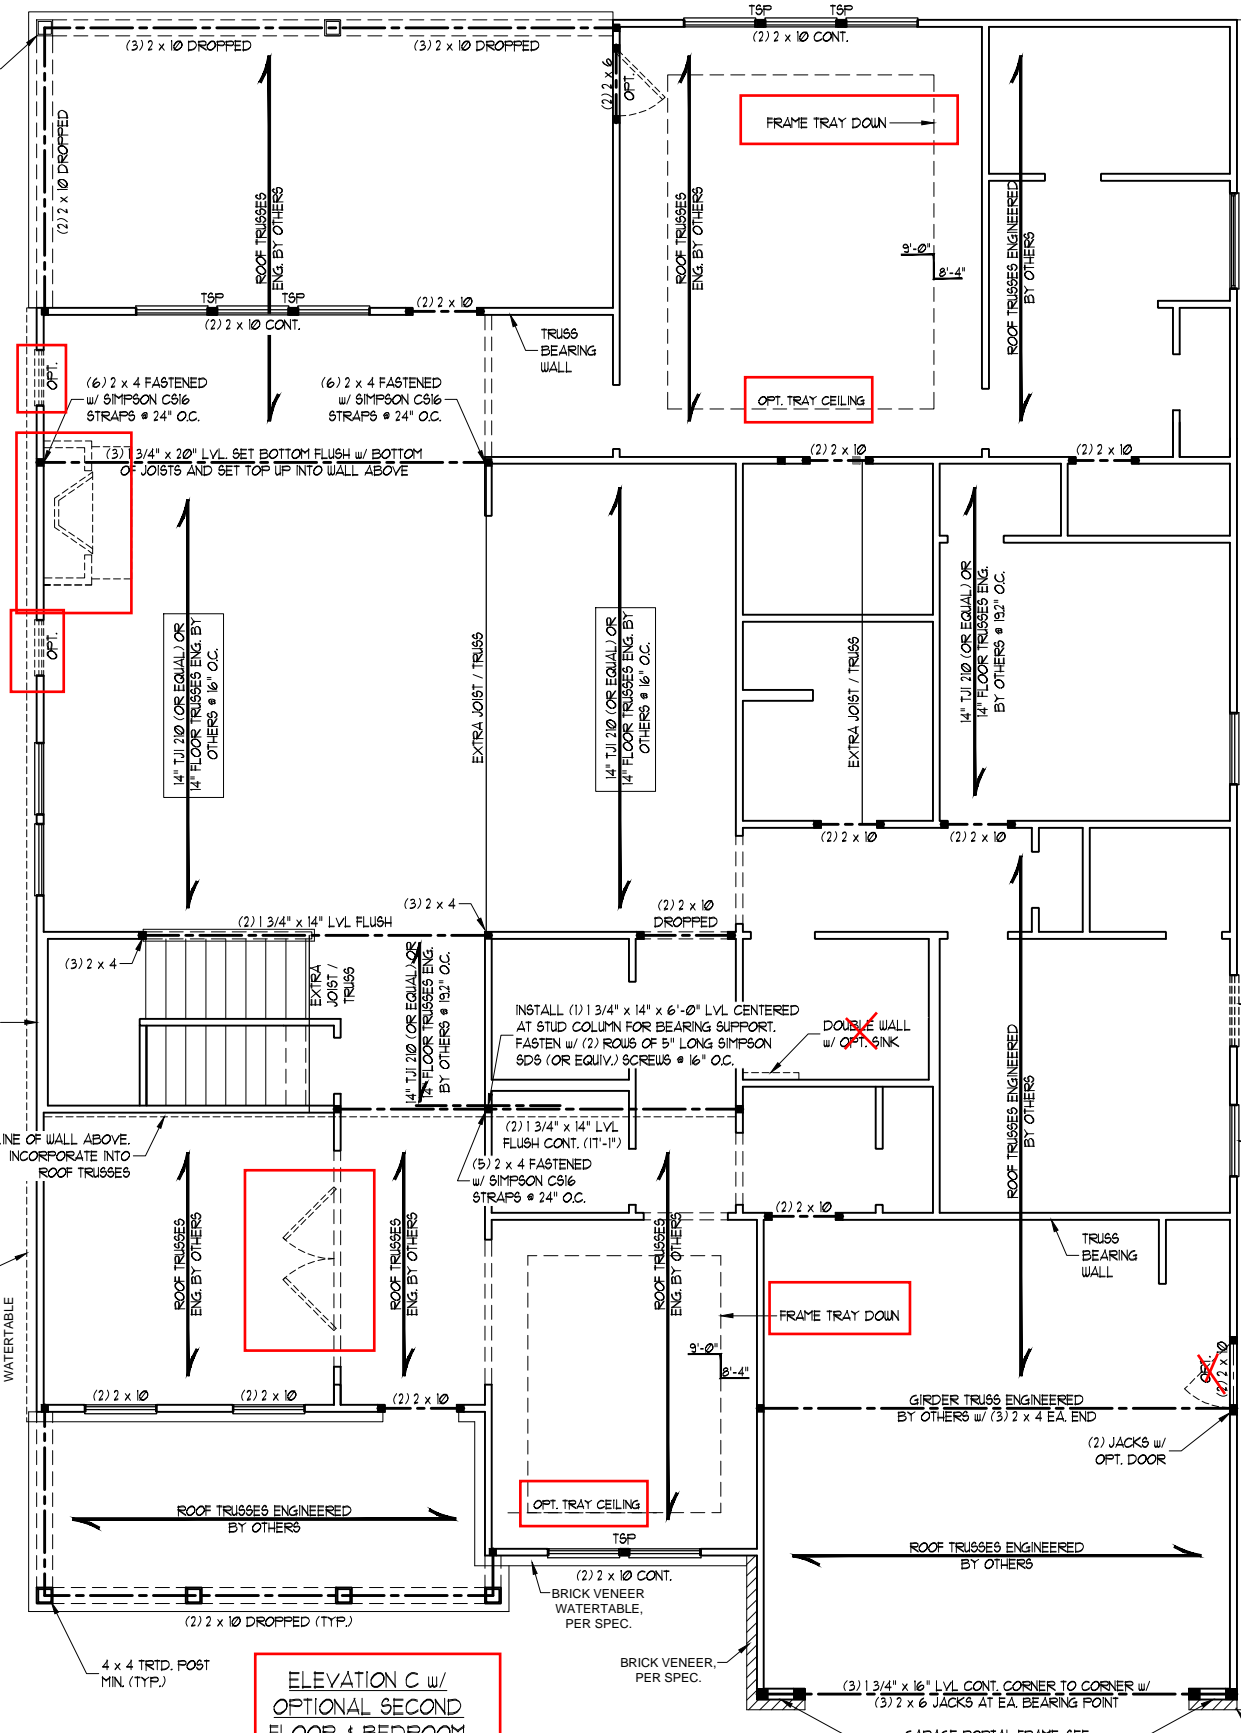 TSP
TSP
(3) 2 x 10 DROPPED
(3) 2 x 10 DROPPED
(2) 2 x 10 CONT.
(2) 2 x 6
OPT.
FRAME TRAY DOWN
(2) 2 x 10 DROPPED
ROOF TRUSSES
ENG. BY OTHERS
ROOF TRUSSES
ENG. BY OTHERS
ROOF TRUSSES ENGINEERED
BY OTHERS
9'-0"
8'-4"
TSP
TSP
(2) 2 x 10 CONT.
(2) 2 x 10
TRUSS
BEARING
WALL
OPT.
(6) 2 x 4 FASTENED
w/ SIMPSON CS16
STRAPS @ 24" O.C.
(6) 2 x 4 FASTENED
w/ SIMPSON CS16
STRAPS @ 24" O.C.
OPT. TRAY CEILING
(3) 1 3/4" x 20" LVL. SET BOTTOM FLUSH w/ BOTTOM
OF JOISTS AND SET TOP UP INTO WALL ABOVE
(2) 2 x 10
(2) 2 x 10
OPT.
14" TJI 210 (OR EQUAL) OR
14" FLOOR TRUSSES ENG. BY
OTHERS @ 16" O.C.
EXTRA JOIST / TRUSS
14" TJI 210 (OR EQUAL) OR
14" FLOOR TRUSSES ENG. BY
OTHERS @ 16" O.C.
EXTRA JOIST / TRUSS
14" TJI 210 (OR EQUAL) OR
14" FLOOR TRUSSES ENG.
BY OTHERS @ 19.2" O.C.
(2) 2 x 10
(2) 2 x 10
(3) 2 x 4
(2) 1 3/4" x 14" LVL FLUSH
(2) 2 x 10
DROPPED
(3) 2 x 4
EXTRA
JOIST /
TRUSS
14" TJI 210 (OR EQUAL) OR
14" FLOOR TRUSSES ENG.
BY OTHERS @ 19.2" O.C.
INSTALL (1) 1 3/4" x 14" x 6'-0" LVL CENTERED
AT STUD COLUMN FOR BEARING SUPPORT.
FASTEN w/ (2) ROWS OF 5" LONG SIMPSON
SDS (OR EQUIV.) SCREWS @ 16" O.C.
DOUBLE WALL
w/ OPT. SINK
ROOF TRUSSES ENGINEERED
BY OTHERS
INE OF WALL ABOVE.
INCORPORATE INTO
ROOF TRUSSES
(2) 1 3/4" x 14" LVL
FLUSH CONT. (17'-1")
(5) 2 x 4 FASTENED
w/ SIMPSON CS16
STRAPS @ 24" O.C.
(2) 2 x 10
ROOF TRUSSES
ENG. BY OTHERS
ROOF TRUSSES
ENG. BY OTHERS
ROOF TRUSSES
ENG. BY OTHERS
TRUSS
BEARING
WALL
FRAME TRAY DOWN
9'-0"
8'-4"
WATERTABLE
OPT.
(2) 2 x 10
(2) 2 x 10
(2) 2 x 10
(2) 2 x 10
GIRDER TRUSS ENGINEERED
BY OTHERS w/ (3) 2 x 4 EA. END
(2) JACKS w/
OPT. DOOR
OPT. TRAY CEILING
ROOF TRUSSES ENGINEERED
BY OTHERS
TSP
(2) 2 x 10 CONT.
ROOF TRUSSES ENGINEERED
BY OTHERS
BRICK VENEER
WATERTABLE,
PER SPEC.
(2) 2 x 10 DROPPED (TYP.)
4 x 4 TRTD. POST
MIN. (TYP.)
BRICK VENEER,
PER SPEC.
(3) 1 3/4" x 16" LVL CONT. CORNER TO CORNER w/
(3) 2 x 6 JACKS AT EA. BEARING POINT
ELEVATION C w/
OPTIONAL SECOND
FLOOR & BEDROOM
GARAGE PORTAL FRAME SEE